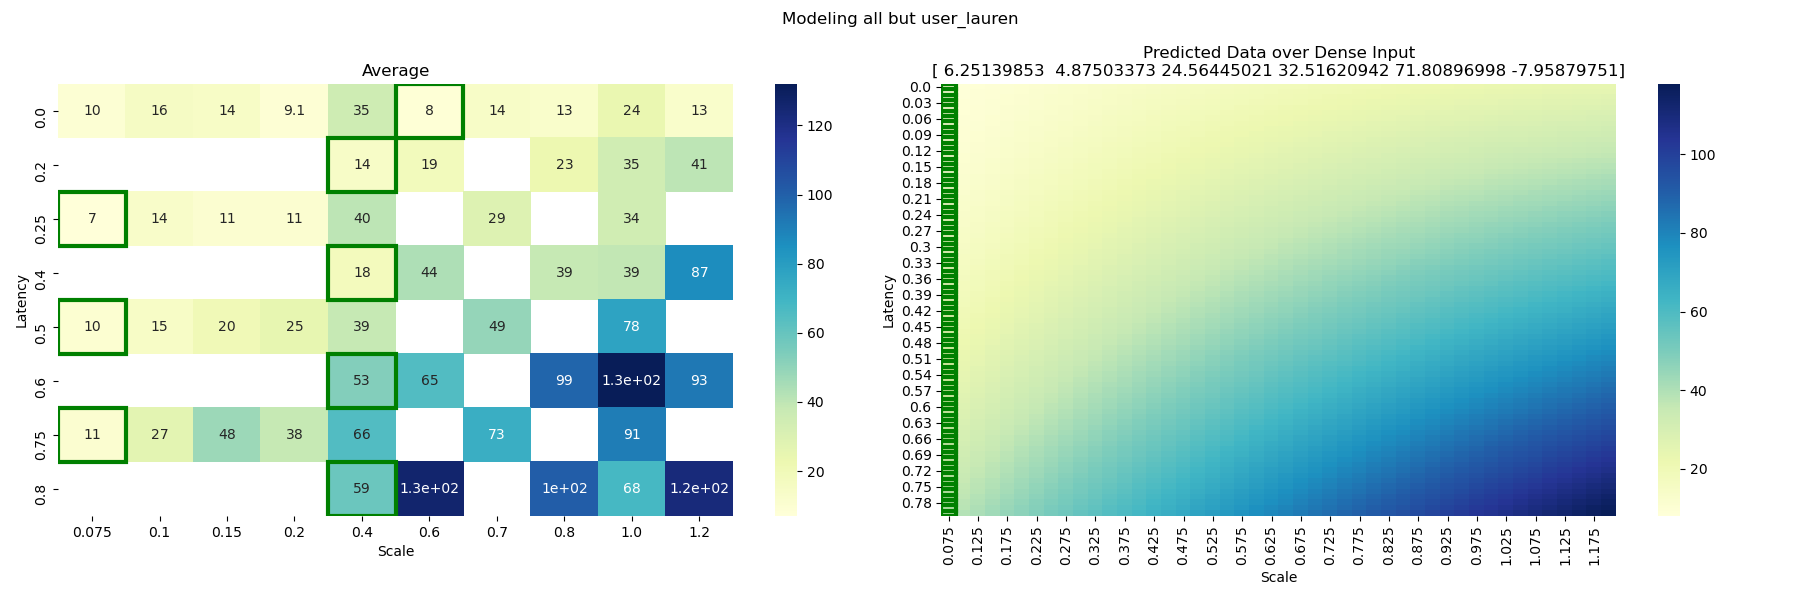 Modeling all but user_lauren
Average
0.0 10 16 14 9.1 35 8 14 13 24 13
0.2 14 19 23 35 41
0.25 7 14 11 11 40 29 34
0.4 18 44 39 39 87
0.5 10 15 20 25 39 49 78
0.6 53 65 99 1.3e+02 93
0.75 11 27 48 38 66 73 91
0.8 59 1.3e+02 1e+02 68 1.2e+02
Latency
0.075 0.1 0.15 0.2 0.4 0.6 0.7 0.8 1.0 1.2
Scale
120
100
80
60
40
20
Predicted Data over Dense Input
[ 6.25139853 4.87503373 24.56445021 32.51620942 71.80896998 -7.95879751]
0.0
0.03
0.06
0.09
0.12
0.15
0.18
0.21
0.24
0.27
0.3
0.33
0.36
0.39
0.42
0.45
0.48
0.51
0.54
0.57
0.6
0.63
0.66
0.69
0.72
0.75
0.78
Latency
0.075 0.125 0.175 0.225 0.275 0.325 0.375 0.425 0.475 0.525 0.575 0.625 0.675 0.725 0.775 0.825 0.875 0.925 0.975 1.025 1.075 1.125 1.175
Scale
100
80
60
40
20